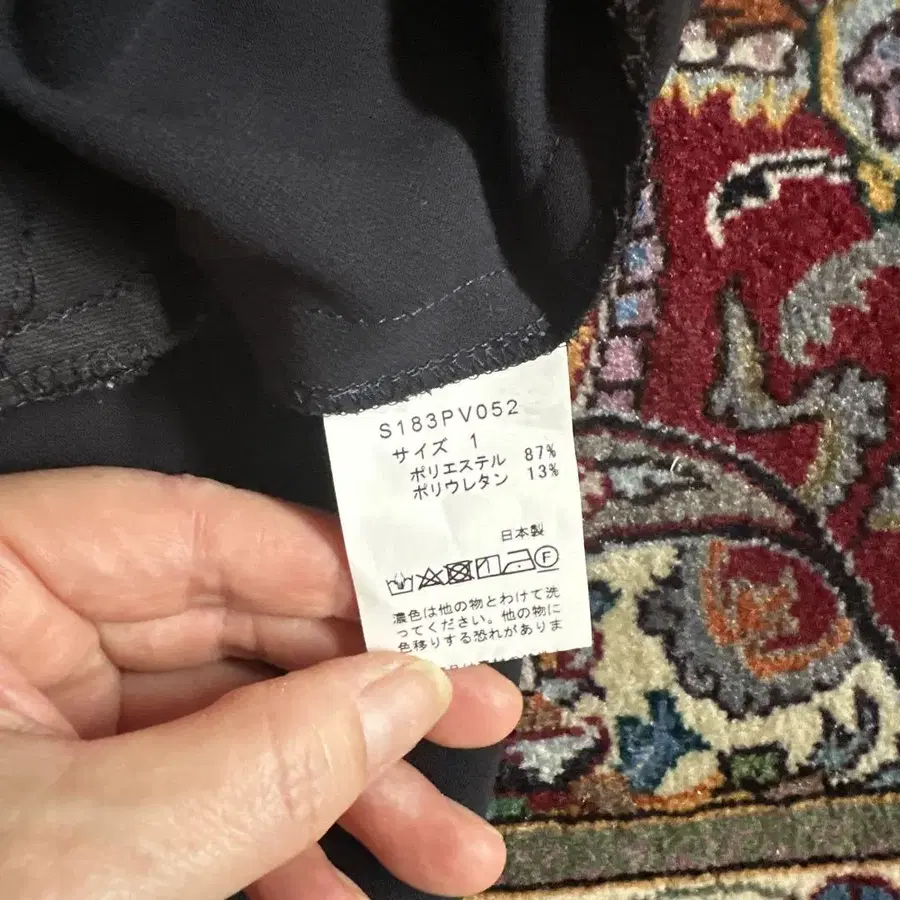 S183PV052
サイズ 1
ポリエステル 87%
ポリウレタン 13%
日本製
F
濃色は他の物とわけて洗
ってください。他の物に
色移りする恐れがありま